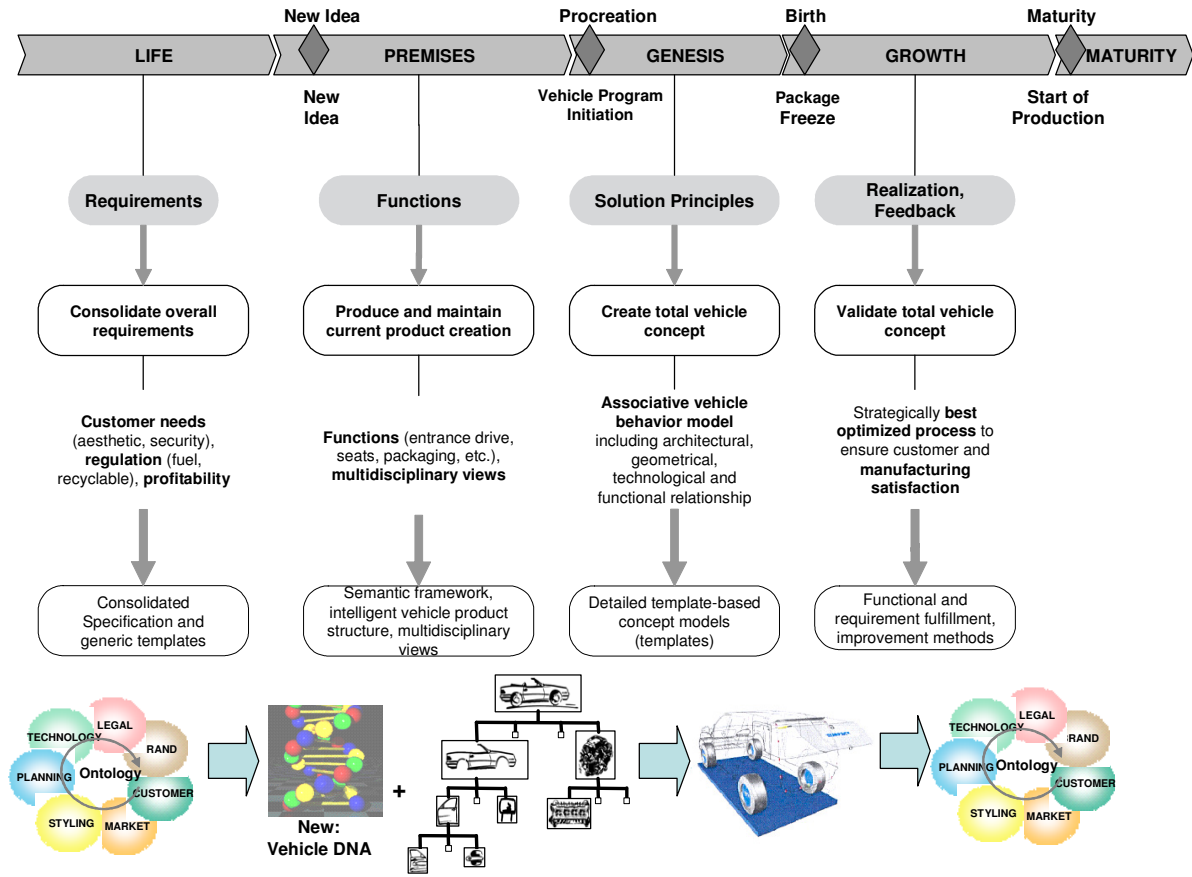 New Idea
Procreation
Birth
Maturity
LIFE
PREMISES
GENESIS
GROWTH
MATURITY
New
Idea
Vehicle Program
Initiation
Package
Freeze
Start of
Production
Requirements
Functions
Solution Principles
Realization,
Feedback
Consolidate overall
requirements
Produce and maintain
current product creation
Create total vehicle
concept
Validate total vehicle
concept
Customer needs
(aesthetic, security),
regulation (fuel,
recyclable), profitability
Functions (entrance drive,
seats, packaging, etc.),
multidisciplinary views
Associative vehicle
behavior model
including architectural,
geometrical,
technological and
functional relationship
Strategically best
optimized process to
ensure customer and
manufacturing
satisfaction
Consolidated
Specification and
generic templates
Semantic framework,
intelligent vehicle product
structure, multidisciplinary
views
Detailed template-based
concept models
(templates)
Functional and
requirement fulfillment,
improvement methods
LEGAL
TECHNOLOGY
RAND
PLANNING
Ontology
CUSTOMER
STYLING
MARKET
+
New:
Vehicle DNA
LEGAL
TECHNOLOGY
BRAND
PLANNING
Ontology
CUSTOMER
STYLING
MARKET